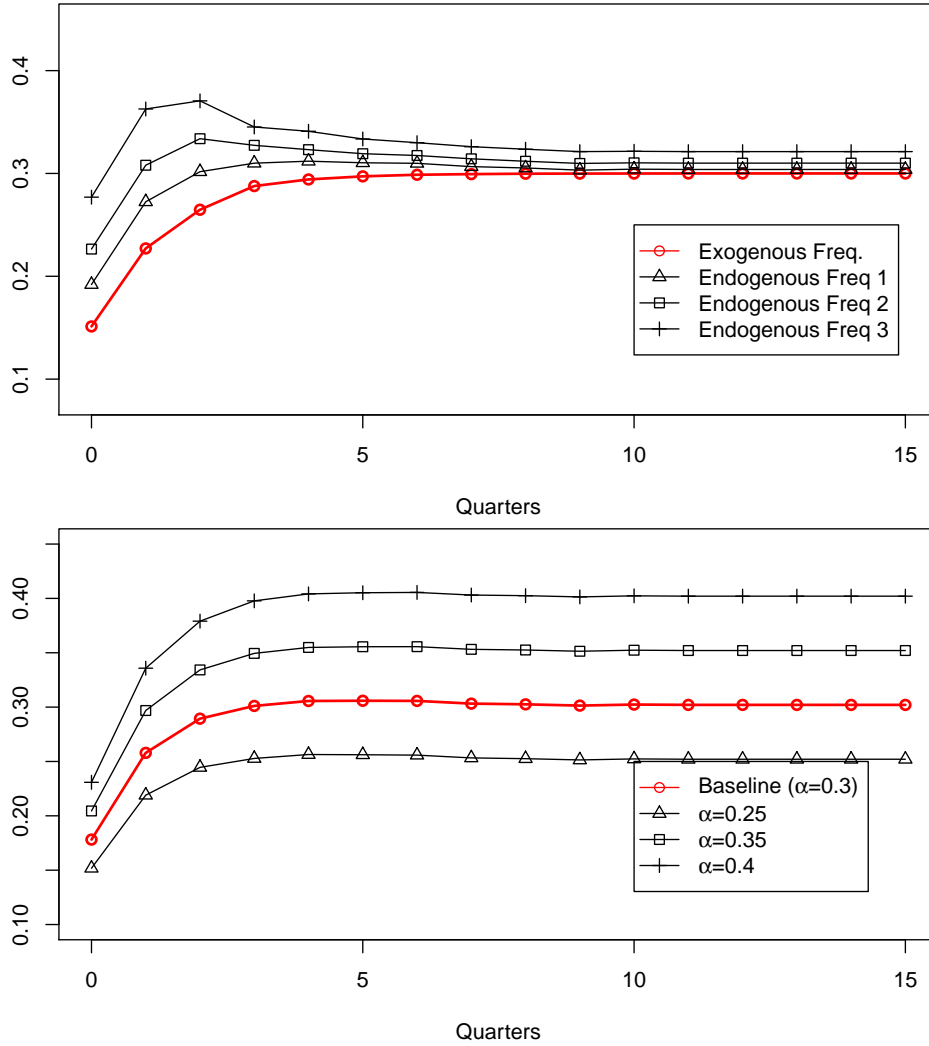 0.4
0.3
0.2
0.1
0 5 10 15
Quarters
Exogenous Freq.
Endogenous Freq 1
Endogenous Freq 2
Endogenous Freq 3
0.40
0.30
0.20
0.10
0 5 10 15
Quarters
Baseline (α=0.3)
α=0.25
α=0.35
α=0.4